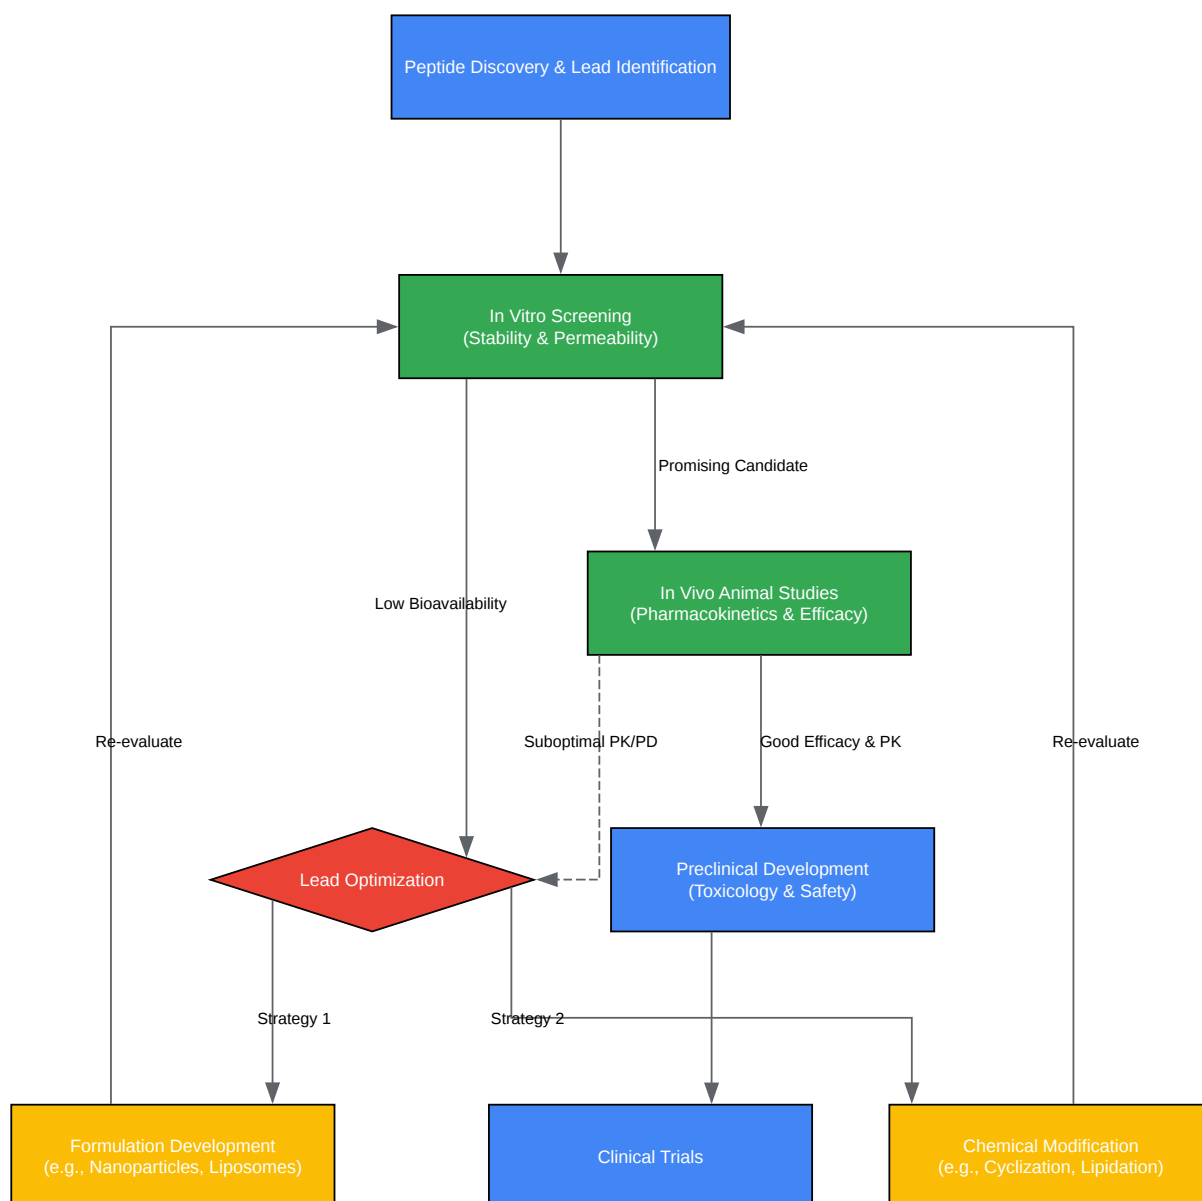 Peptide Discovery & Lead Identification
In Vitro Screening
(Stability & Permeability)
Promising Candidate
In Vivo Animal Studies
(Pharmacokinetics & Efficacy)
Low Bioavailability
Re-evaluate
Suboptimal PK/PD
Good Efficacy & PK
Re-evaluate
Lead Optimization
Preclinical Development
(Toxicology & Safety)
Strategy 1
Strategy 2
Formulation Development
(e.g., Nanoparticles, Liposomes)
Clinical Trials
Chemical Modification
(e.g., Cyclization, Lipidation)